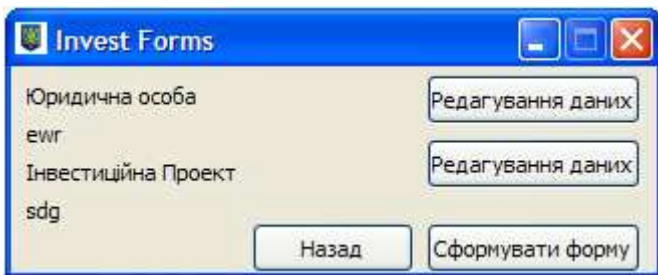 Invest Forms
Юридична особа
Редагування даних
ewr
Інвестиційна Проект
Редагування даних
sdg
Назад
Сформувати форму